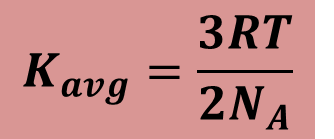 K_avg = 3RT / 2N_A